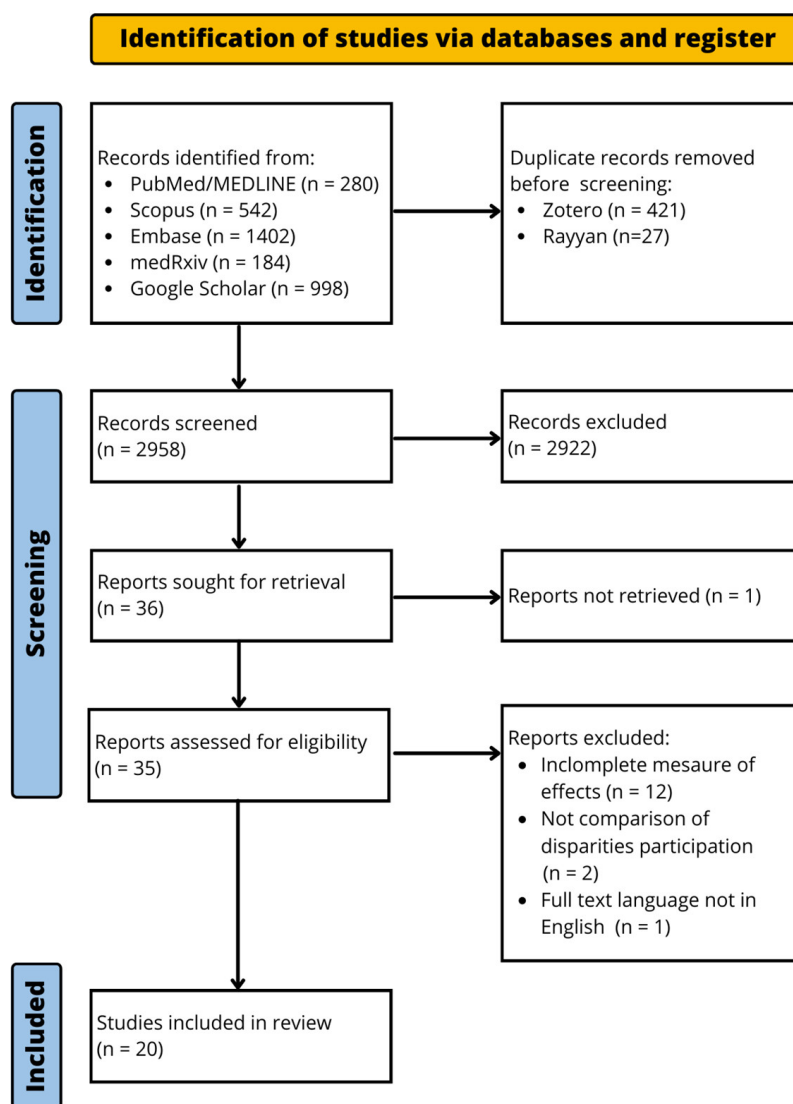 Identification of studies via databases and register
Identification
Records identified from:
• PubMed/MEDLINE (n = 280)
• Scopus (n = 542)
• Embase (n = 1402)
• medRxiv (n = 184)
• Google Scholar (n = 998)
Duplicate records removed
before screening:
• Zotero (n = 421)
• Rayyan (n=27)
Screening
Records screened
(n = 2958)
Records excluded
(n = 2922)
Reports sought for retrieval
(n = 36)
Reports not retrieved (n = 1)
Reports assessed for eligibility
(n = 35)
Reports excluded:
• Inclomplete mesaure of
effects (n = 12)
• Not comparison of
disparities participation
(n = 2)
• Full text language not in
English (n = 1)
Included
Studies included in review
(n = 20)